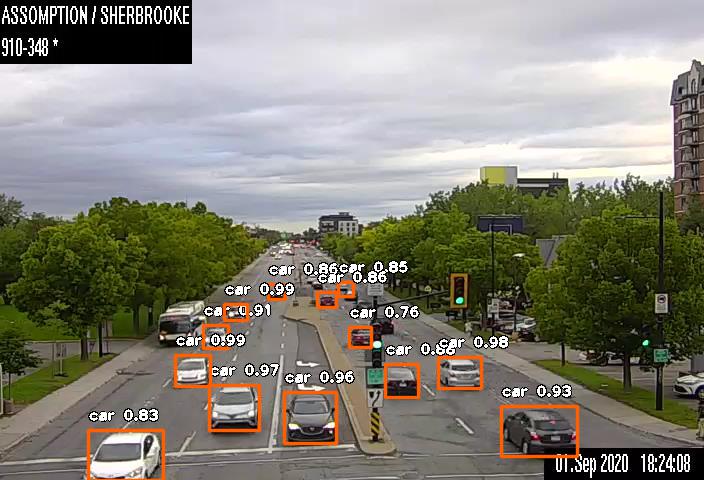 ASSOMPTION / SHERBROOKE
910-348 *
car 0.86
car 0.85
car 0.86
car 0.99
car 0.91
car 0.76
car 0.99
car 0.97
car 0.86
car 0.98
car 0.96
car 0.93
car 0.83
01.Sep 2020 18:24:08